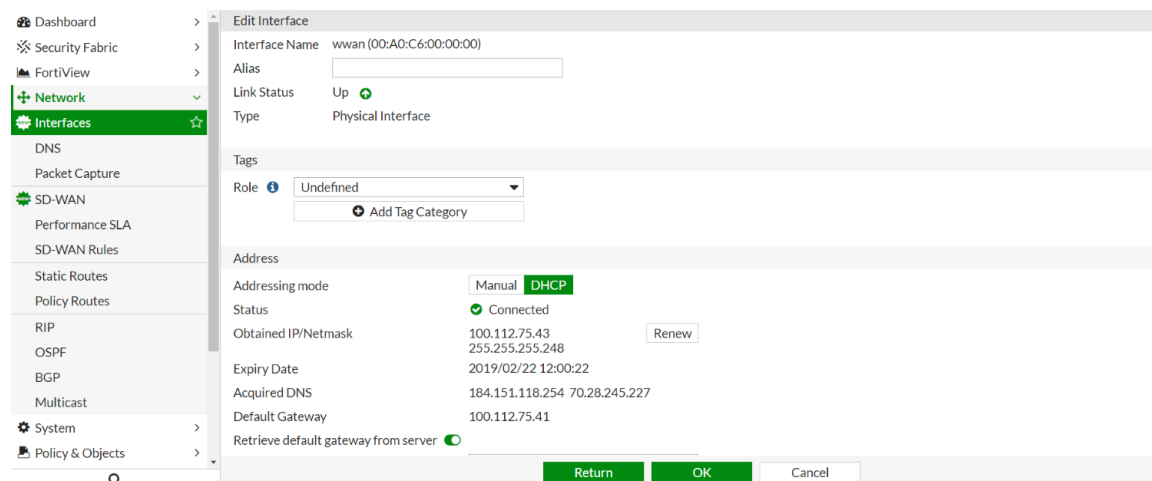 Dashboard
Security Fabric
FortiView
Network
Interfaces
DNS
Packet Capture
SD-WAN
Performance SLA
SD-WAN Rules
Static Routes
Policy Routes
RIP
OSPF
BGP
Multicast
System
Policy & Objects
Edit Interface
Interface Name wwan (00:A0:C6:00:00:00)
Alias
Link Status Up
Type Physical Interface
Tags
Role Undefined
Add Tag Category
Address
Addressing mode Manual DHCP
Status Connected
Obtained IP/Netmask 100.112.75.43 Renew
255.255.255.248
Expiry Date 2019/02/22 12:00:22
Acquired DNS 184.151.118.254 70.28.245.227
Default Gateway 100.112.75.41
Retrieve default gateway from server
Return OK Cancel